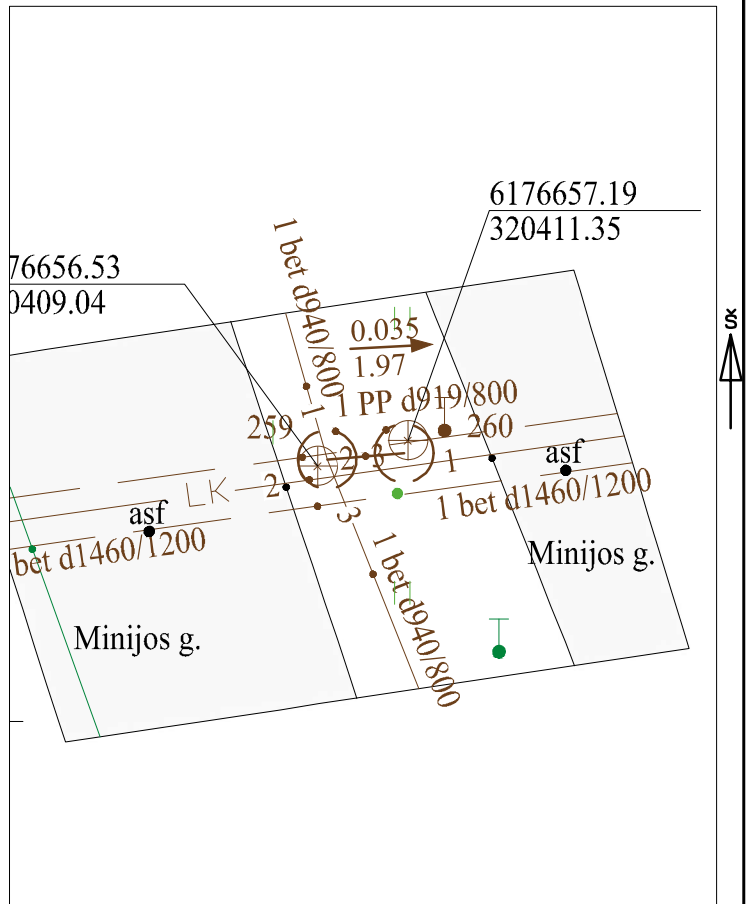 6176657.19
320411.35
76656.53
0409.04
1 bet d940/800
0.035
1.97
1 PP d919/800
259
260
1
2
3
1
2
3
asf
asf
LK
1 bet d1460/1200
bet d1460/1200
1 bet d940/800
Minijos g.
Minijos g.
Š